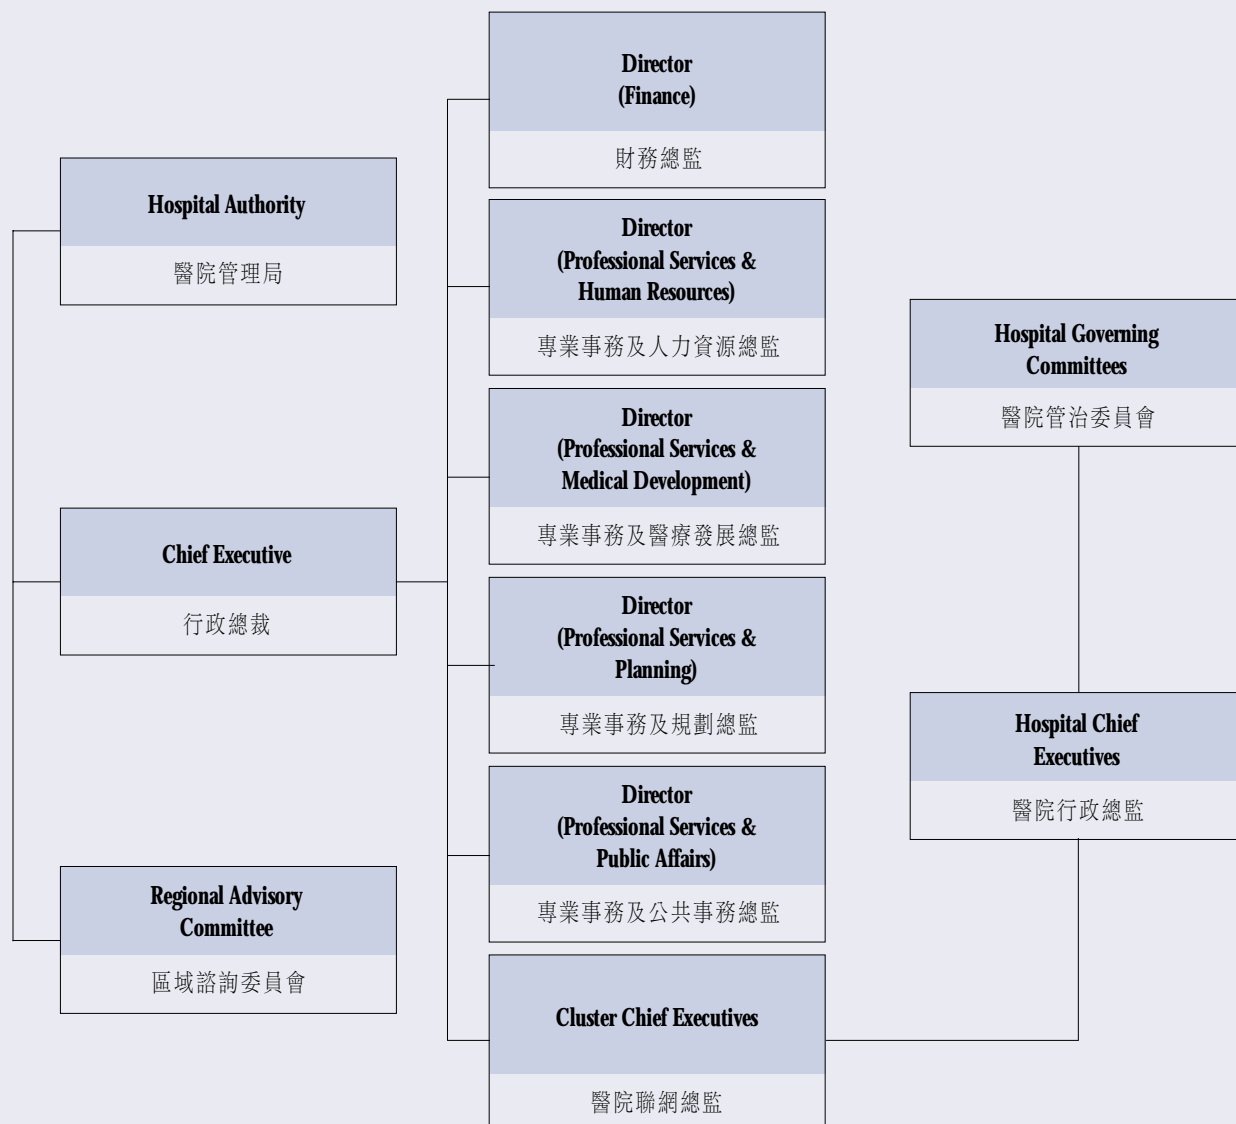 Hospital Authority
醫院管理局
Chief Executive
行政總裁
Regional Advisory
Committee
區域諮詢委員會
Director
(Finance)
財務總監
Director
(Professional Services &
Human Resources)
專業事務及人力資源總監
Director
(Professional Services &
Medical Development)
專業事務及醫療發展總監
Director
(Professional Services &
Planning)
專業事務及規劃總監
Director
(Professional Services &
Public Affairs)
專業事務及公共事務總監
Cluster Chief Executives
醫院聯網總監
Hospital Governing
Committees
醫院管治委員會
Hospital Chief
Executives
醫院行政總監